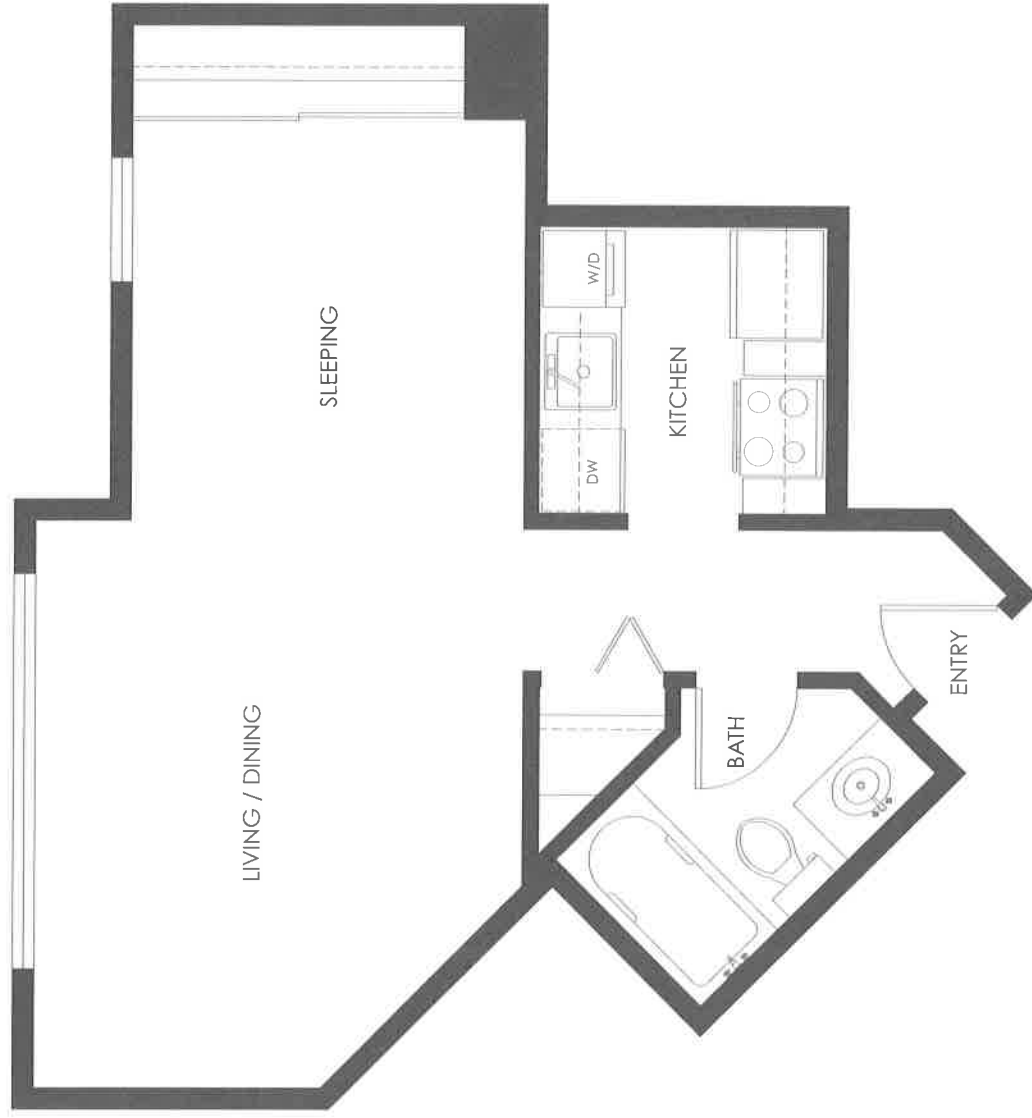 SLEEPING
W/D
KITCHEN
DW
LIVING / DINING
BATH
ENTRY